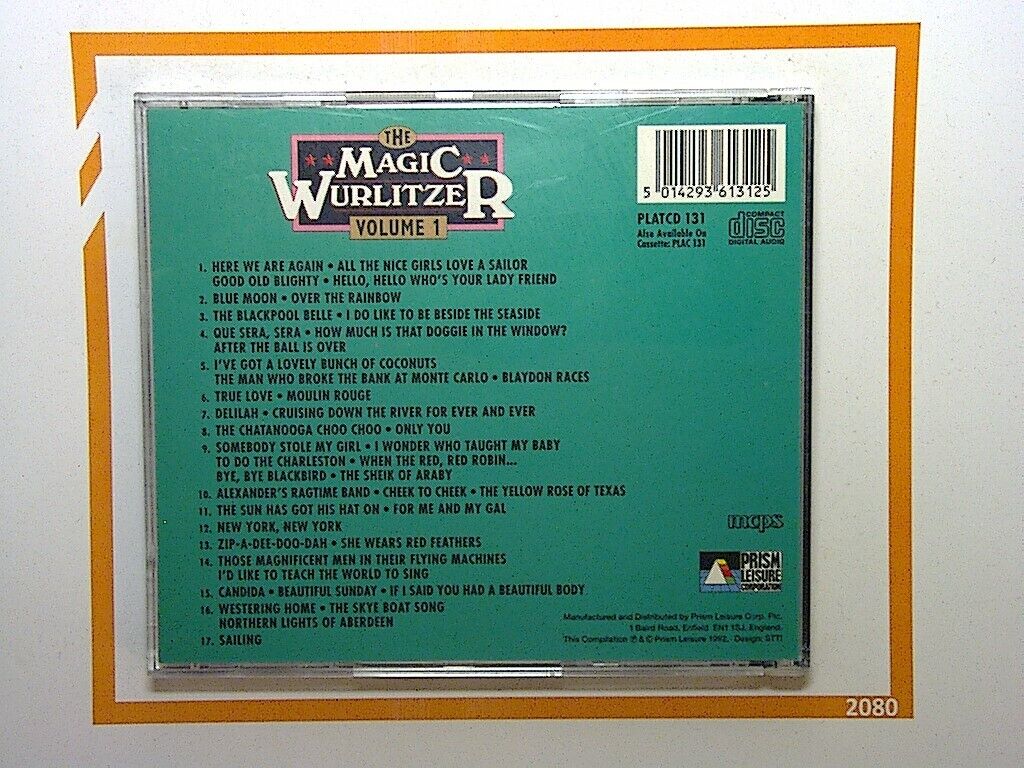 THE
MAGIC
WURLITZER
VOLUME 1
5 014293 613125
PLATCD 131
Also Available On
Cassette: PLAC 131
COMPACT
disc
DIGITAL AUDIO
1. HERE WE ARE AGAIN • ALL THE NICE GIRLS LOVE A SAILOR
GOOD OLD BLIGHTY • HELLO, HELLO WHO'S YOUR LADY FRIEND
2. BLUE MOON • OVER THE RAINBOW
3. THE BLACKPOOL BELLE • I DO LIKE TO BE BESIDE THE SEASIDE
4. QUE SERA, SERA • HOW MUCH IS THAT DOGGIE IN THE WINDOW?
AFTER THE BALL IS OVER
5. I'VE GOT A LOVELY BUNCH OF COCONUTS
THE MAN WHO BROKE THE BANK AT MONTE CARLO • BLAYDON RACES
6. TRUE LOVE • MOULIN ROUGE
7. DELILAH • CRUISING DOWN THE RIVER FOR EVER AND EVER
8. THE CHATANOOGA CHOO CHOO • ONLY YOU
9. SOMEBODY STOLE MY GIRL • I WONDER WHO TAUGHT MY BABY
TO DO THE CHARLESTON • WHEN THE RED, RED ROBIN...
BYE, BYE BLACKBIRD • THE SHEIK OF ARABY
10. ALEXANDER'S RAGTIME BAND • CHEEK TO CHEEK • THE YELLOW ROSE OF TEXAS
11. THE SUN HAS GOT HIS HAT ON • FOR ME AND MY GAL
12. NEW YORK, NEW YORK
13. ZIP-A-DEE-DOO-DAH • SHE WEARS RED FEATHERS
14. THOSE MAGNIFICENT MEN IN THEIR FLYING MACHINES
I'D LIKE TO TEACH THE WORLD TO SING
15. CANDIDA • BEAUTIFUL SUNDAY • IF I SAID YOU HAD A BEAUTIFUL BODY
16. WESTERING HOME • THE SKYE BOAT SONG
NORTHERN LIGHTS OF ABERDEEN
17. SAILING
mcps
PRISM
LEISURE
CORPORATION
Manufactured and Distributed by Prism Leisure Corp. Plc.
1 Baird Road, Enfield EN1 1SJ, England.
This Compilation ℗ & © Prism Leisure 1992. Design: STTI
2080